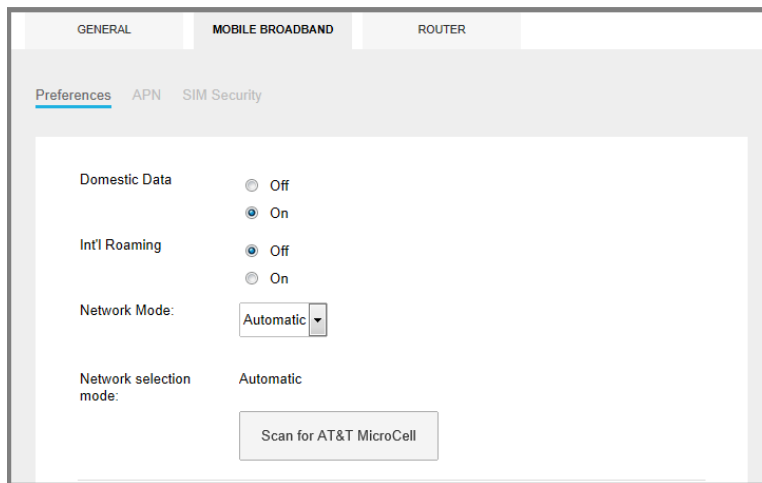 GENERAL MOBILE BROADBAND ROUTER
Preferences APN SIM Security
Domestic Data
Off
On
Int'l Roaming
Off
On
Network Mode:
Automatic
Network selection mode:
Automatic
Scan for AT&T MicroCell